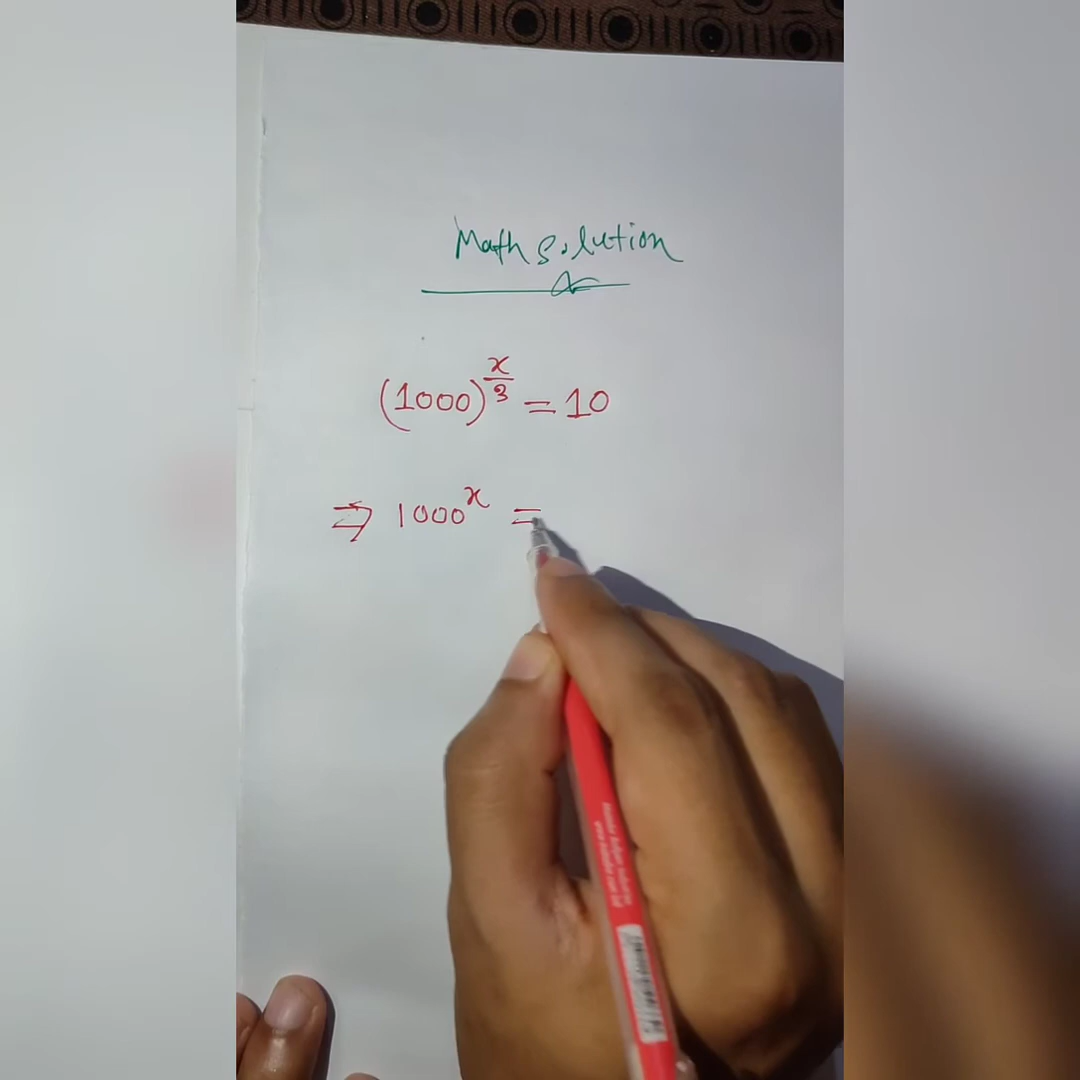 Math solution
(1000)^{x/3} = 10
⇒ 1000^x =